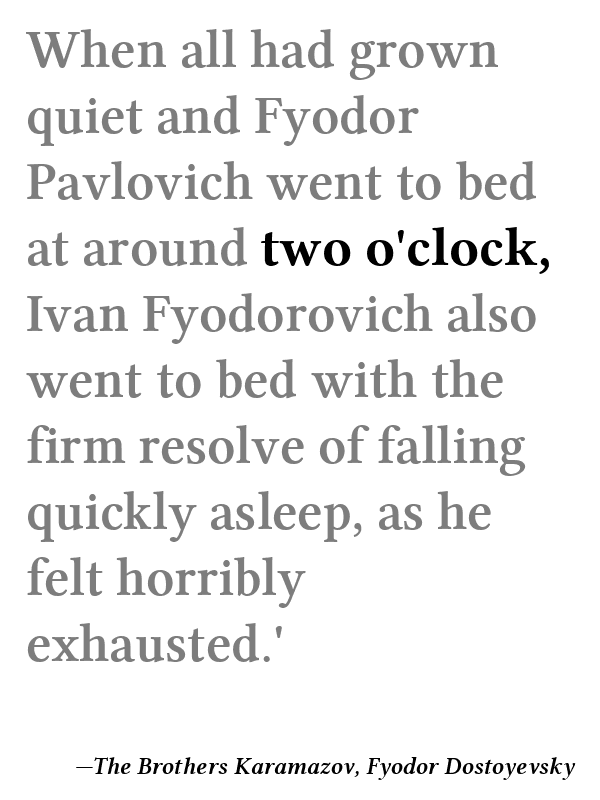 When all had grown
quiet and Fyodor
Pavlovich went to bed
at around two o'clock,
Ivan Fyodorovich also
went to bed with the
firm resolve of falling
quickly asleep, as he
felt horribly
exhausted.'
—The Brothers Karamazov, Fyodor Dostoyevsky